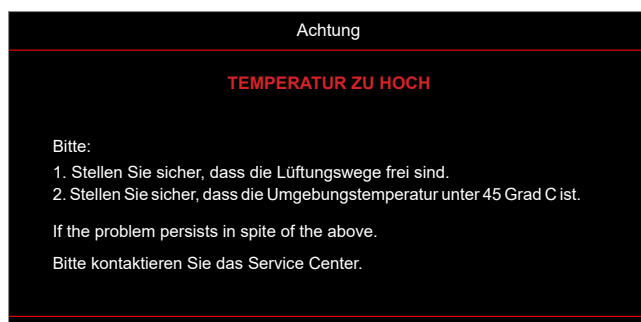 Achtung
TEMPERATUR ZU HOCH
Bitte:
1. Stellen Sie sicher, dass die Lüftungswege frei sind.
2. Stellen Sie sicher, dass die Umgebungstemperatur unter 45 Grad C ist.
If the problem persists in spite of the above.
Bitte kontaktieren Sie das Service Center.